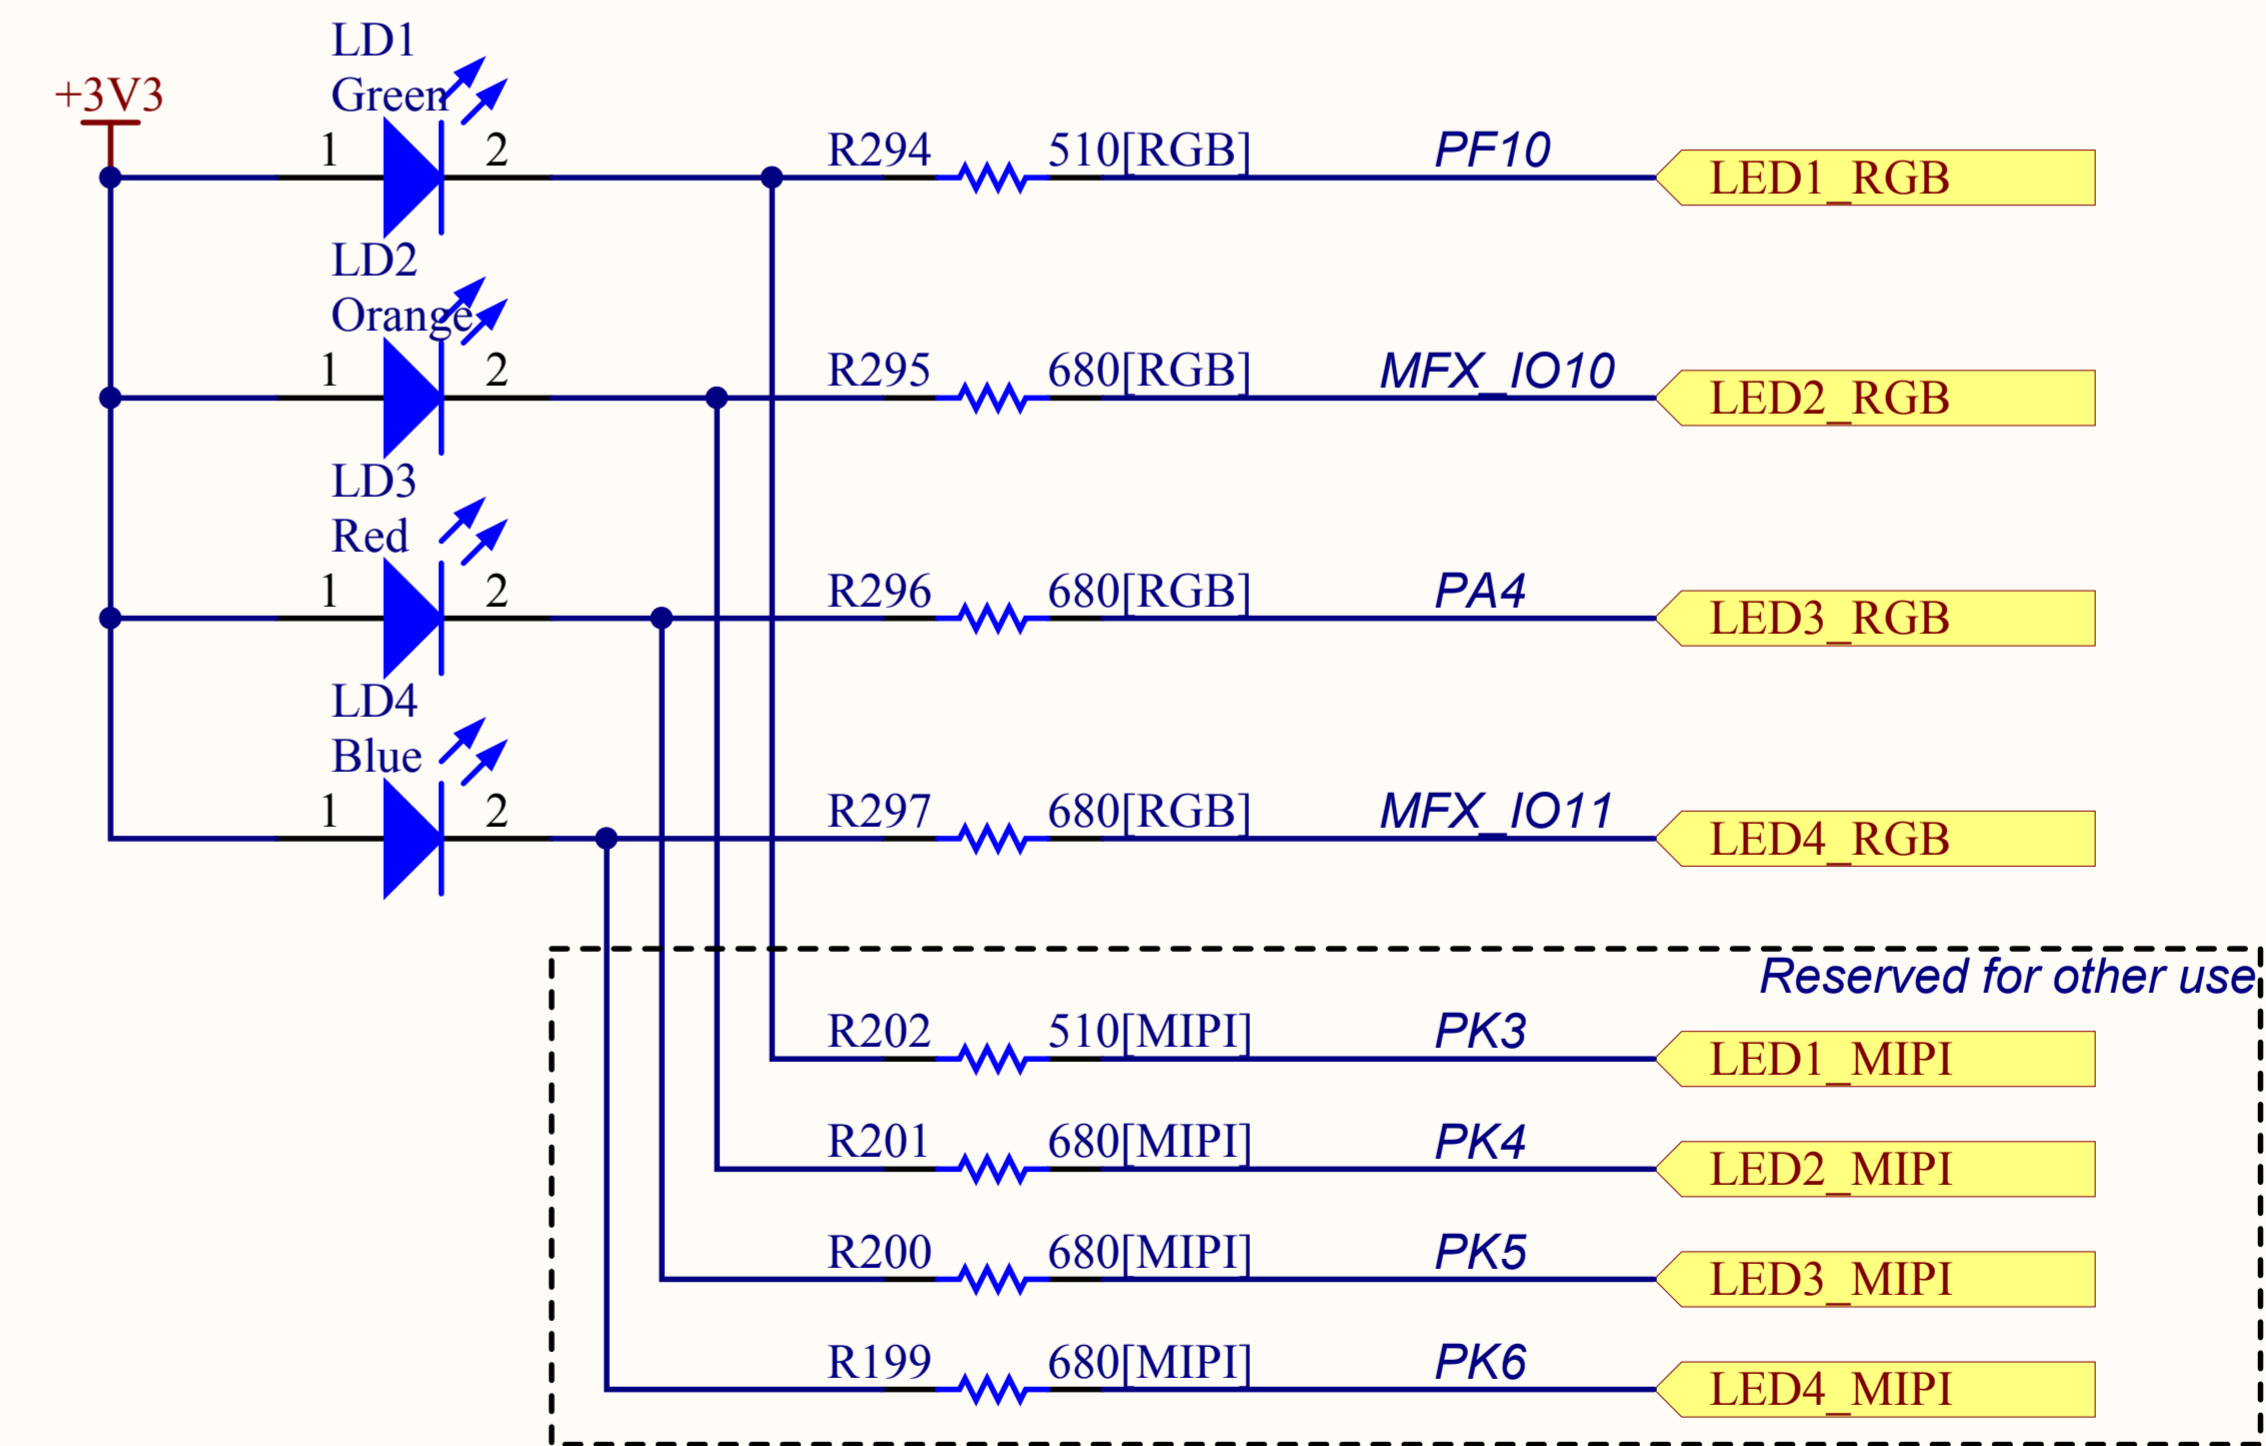 LD1
+3V3
Green
1 2 R294 510[RGB] PF10
LED1_RGB
LD2
Orange
1 2 R295 680[RGB] MFX_IO10
LED2_RGB
LD3
Red
1 2 R296 680[RGB] PA4
LED3_RGB
LD4
Blue
1 2 R297 680[RGB] MFX_IO11
LED4_RGB
Reserved for other use
R202 510[MIPI] PK3
LED1_MIPI
R201 680[MIPI] PK4
LED2_MIPI
R200 680[MIPI] PK5
LED3_MIPI
R199 680[MIPI] PK6
LED4_MIPI